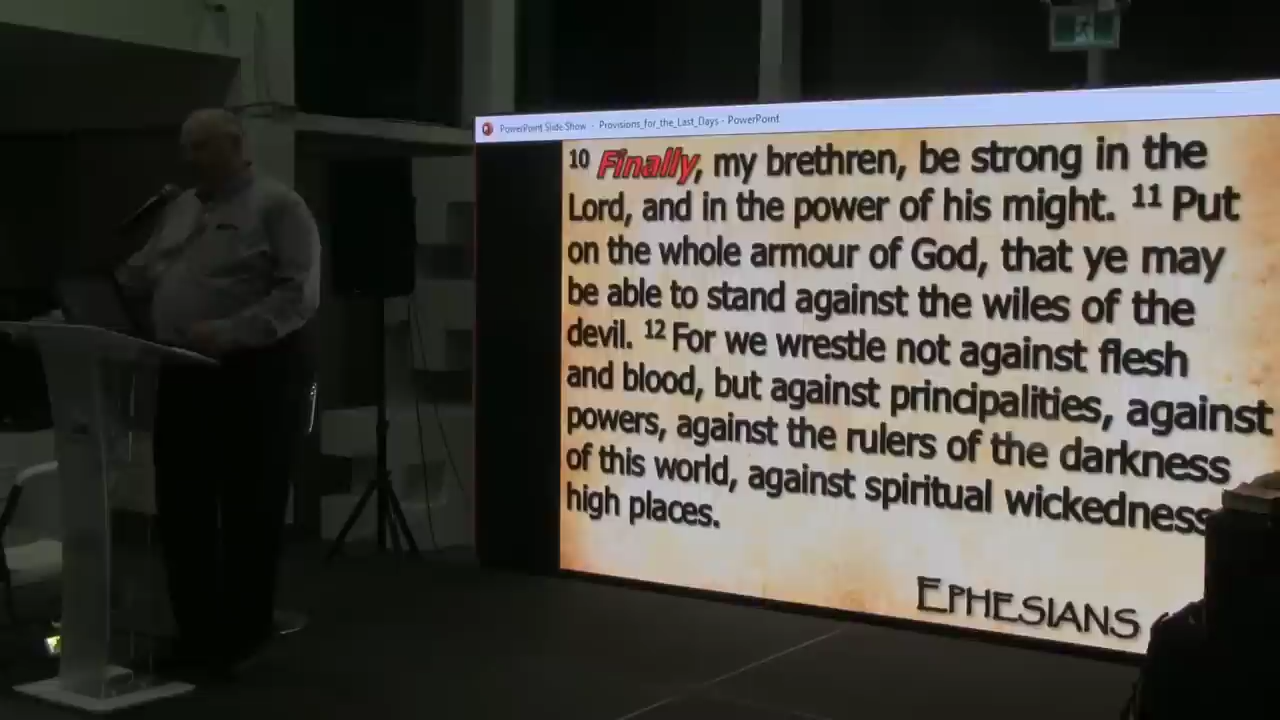 PowerPoint Slide Show - Provisions_for_the_Last_Days - PowerPoint
10 Finally, my brethren, be strong in the
Lord, and in the power of his might. 11 Put
on the whole armour of God, that ye may
be able to stand against the wiles of the
devil. 12 For we wrestle not against flesh
and blood, but against principalities, against
powers, against the rulers of the darkness
of this world, against spiritual wickedness
high places.
EPHESIANS